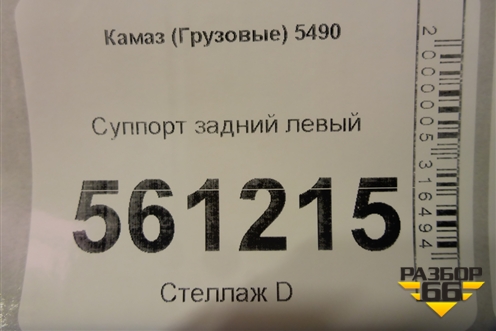 Камаз (Грузовые) 5490
Суппорт задний левый
561215
Стеллаж D
2000005316494
РАЗБОР
66